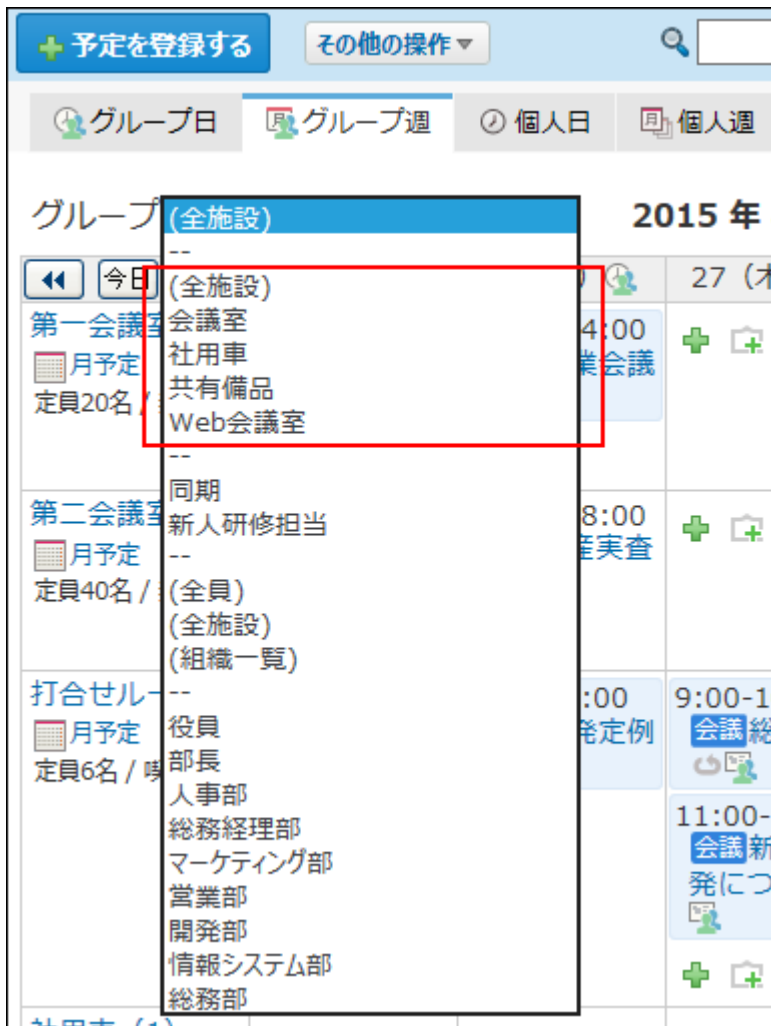 予定を登録する その他の操作
グループ日 グループ週 個人日 個人週
グループ (全施設) 2015 年
--
今日 (全施設) 27（木
第一会議室 会議室 4:00
月予定 社用車 業会議
定員20名 / 共有備品
Web会議室
--
同期
第二会議室 新人研修担当 8:00
月予定 -- 産実査
定員40名 / (全員)
(全施設)
(組織一覧)
打合せルー -- :00 9:00-1
月予定 役員 発定例 会議 総
定員6名 / 喫 部長
人事部
総務経理部 11:00-
マーケティング部 会議 新
営業部 発につ
開発部
情報システム部
総務部
社用車（1）